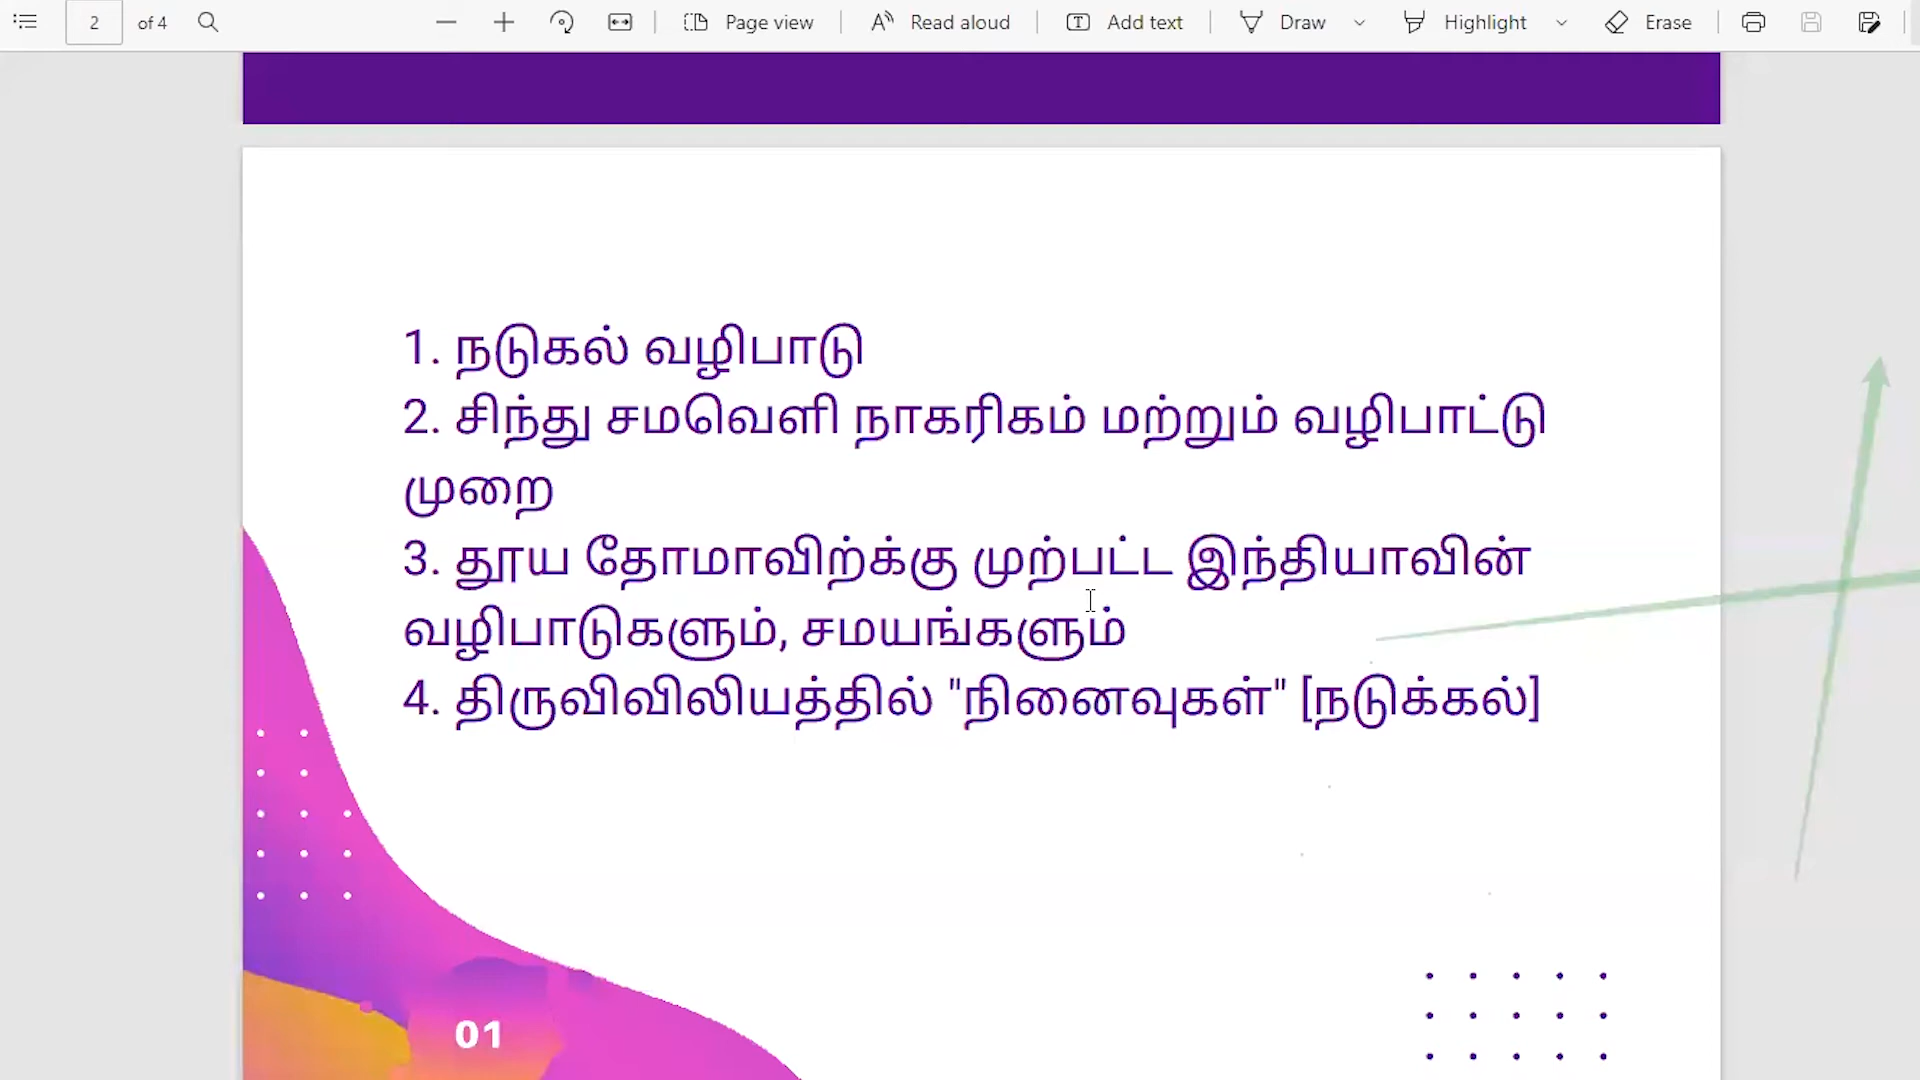 2 of 4 Page view Read aloud Add text Draw Highlight Erase
1. நடுகல் வழிபாடு
2. சிந்து சமவெளி நாகரிகம் மற்றும் வழிபாட்டு
முறை
3. தூய தோமாவிற்க்கு முற்பட்ட இந்தியாவின்
வழிபாடுகளும், சமயங்களும்
4. திருவிவிலியத்தில் "நினைவுகள்" [நடுக்கல்]
01